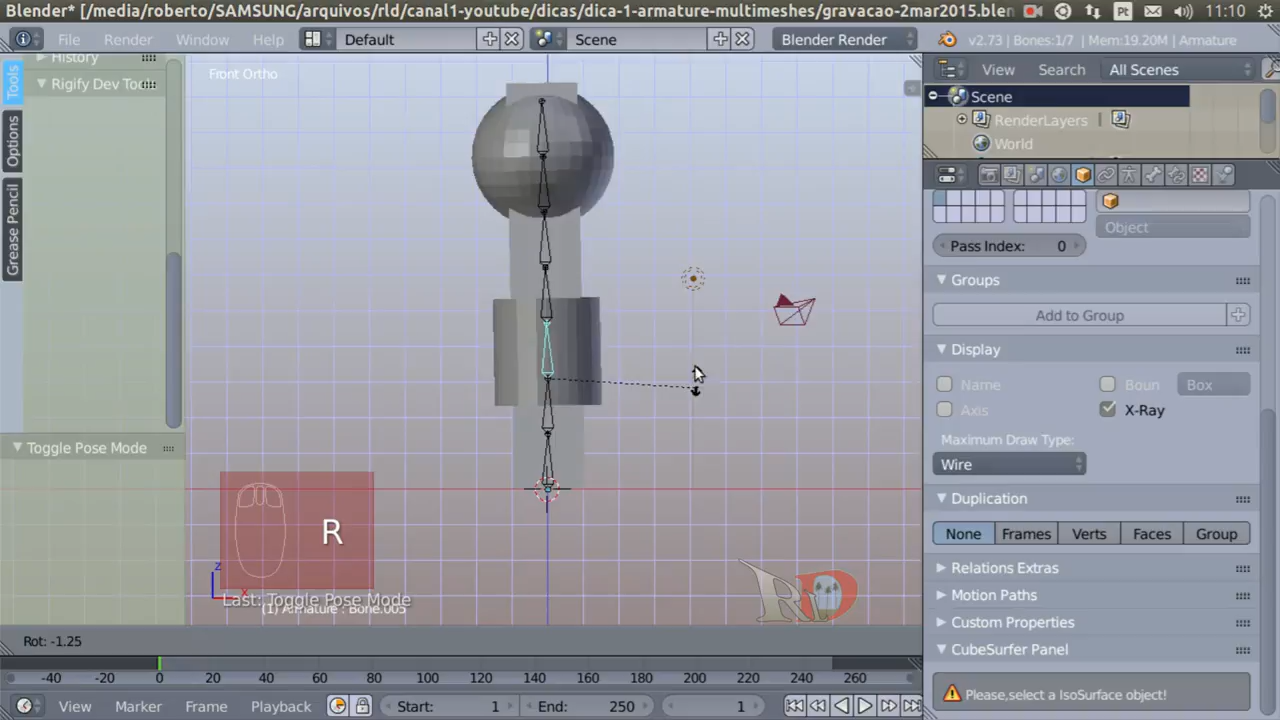 Blender* [/media/roberto/SAMSUNG/arquivos/rld/canal1-youtube/dicas/dica-1-armature-multimeshes/gravacao-2mar2015.blen
Pt
11:10
File
Render
Window
Help
Default
Scene
Blender Render
v2.73 | Bones:1/7 | Mem:19.20M | Armature
History
Rigify Dev Tools
Tools
Options
Grease Pencil
Front Ortho
View
Search
All Scenes
Scene
RenderLayers
World
Object
Pass Index: 0
Groups
Add to Group
Display
Name
Boun
Box
Axis
X-Ray
Maximum Draw Type:
Wire
Duplication
None
Frames
Verts
Faces
Group
Relations Extras
Motion Paths
Custom Properties
CubeSurfer Panel
Please,select a IsoSurface object!
Toggle Pose Mode
R
Last: Toggle Pose Mode
(1) Armature : Bone.005
z
x
RD
Rot: -1.25
-40 -20 0 20 40 60 80 100 120 140 160 180 200 220 240 260
View
Marker
Frame
Playback
Start: 1
End: 250
1